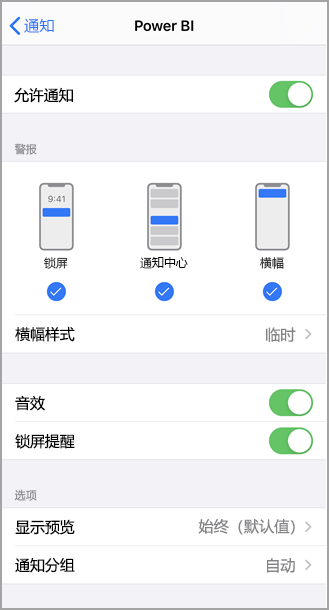 通知
Power BI
允许通知
警报
9:41
锁屏 通知中心 横幅
横幅样式 临时
音效
锁屏提醒
选项
显示预览 始终（默认值）
通知分组 自动